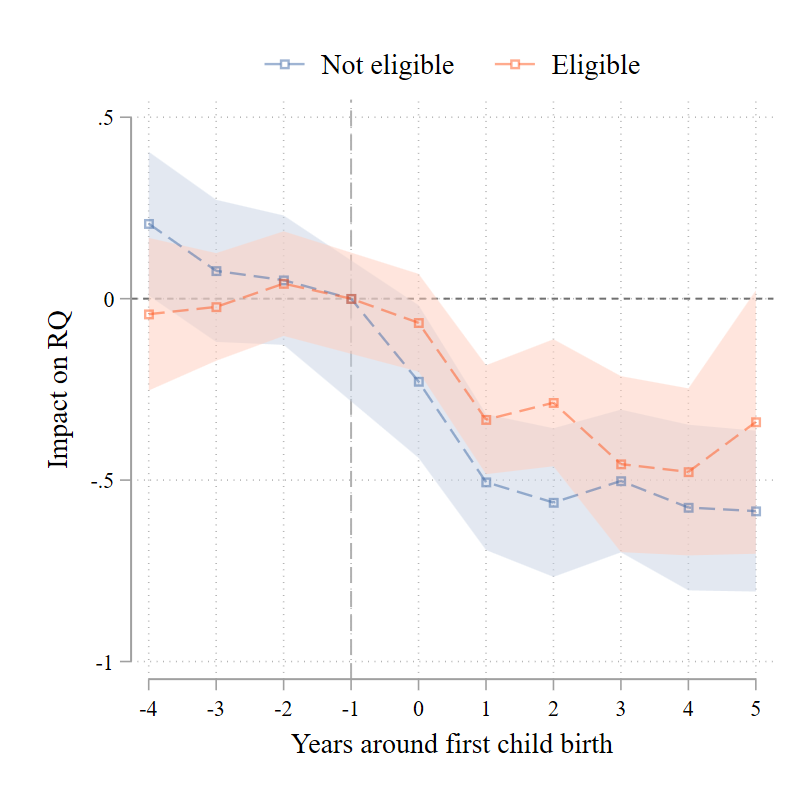 Not eligible Eligible
.5
0
-.5
-1
Impact on RQ
-4 -3 -2 -1 0 1 2 3 4 5
Years around first child birth